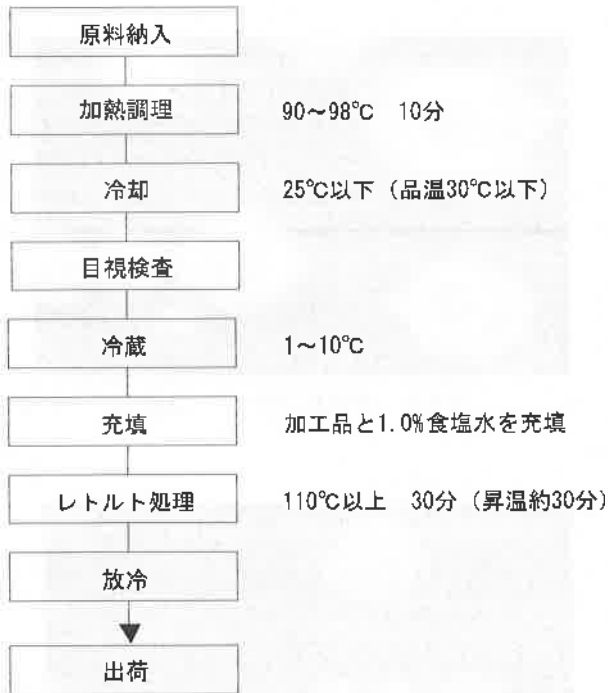 原料納入
加熱調理 90～98℃ 10分
冷却 25℃以下（品温30℃以下）
目視検査
冷蔵 1～10℃
充填 加工品と1.0%食塩水を充填
レトルト処理 110℃以上 30分（昇温約30分）
放冷
出荷